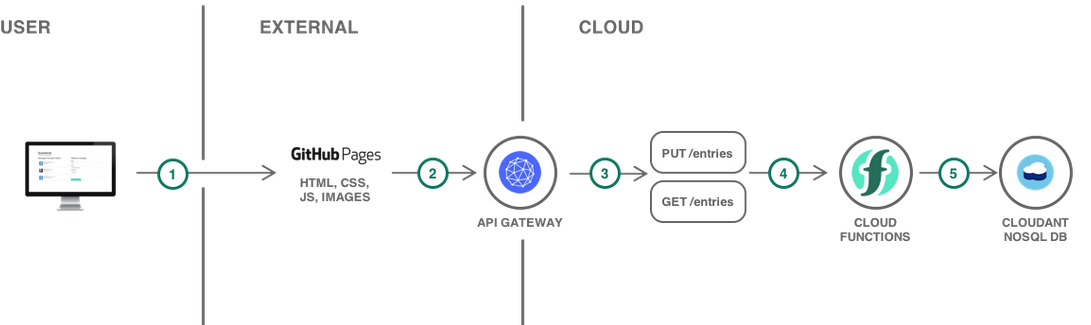 USER
EXTERNAL
CLOUD
1
GitHub Pages
HTML, CSS,
JS, IMAGES
2
API GATEWAY
3
PUT /entries
GET /entries
4
CLOUD
FUNCTIONS
5
CLOUDANT
NOSQL DB